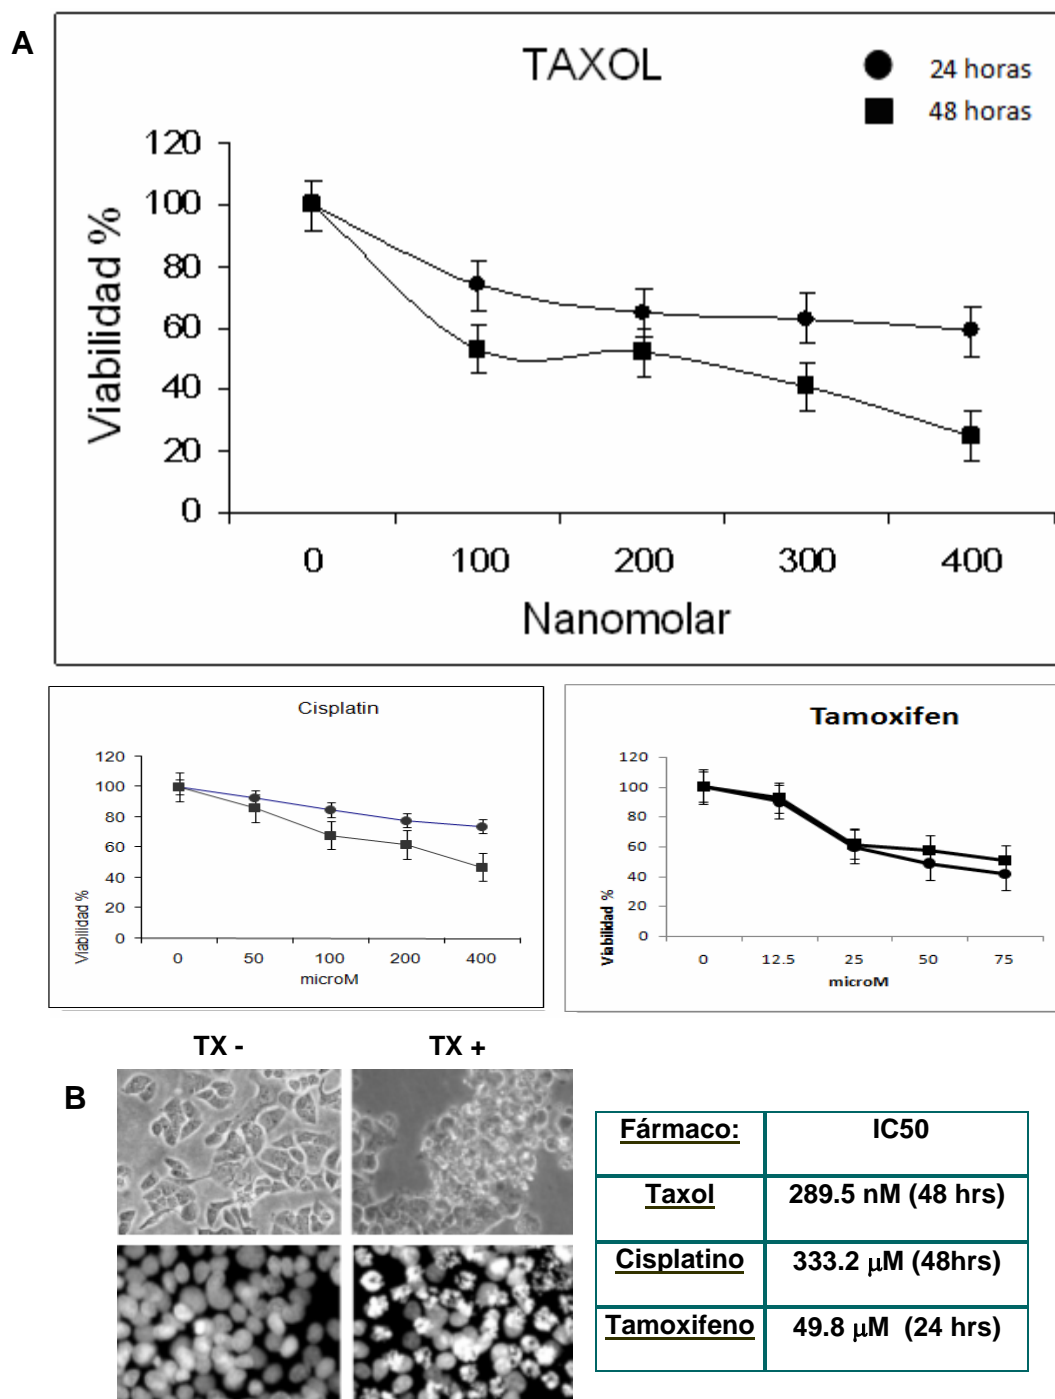 A
TAXOL
24 horas
48 horas
Viabilidad %
120
100
80
60
40
20
0
0 100 200 300 400
Nanomolar
Cisplatin
Viabilidad %
120
100
80
60
40
20
0
0 50 100 200 400
microM
Tamoxifen
Viabilidad %
120
100
80
60
40
20
0
0 12.5 25 50 75
microM
TX - TX +
B
Fármaco: IC50
Taxol 289.5 nM (48 hrs)
Cisplatino 333.2 μM (48hrs)
Tamoxifeno 49.8 μM (24 hrs)